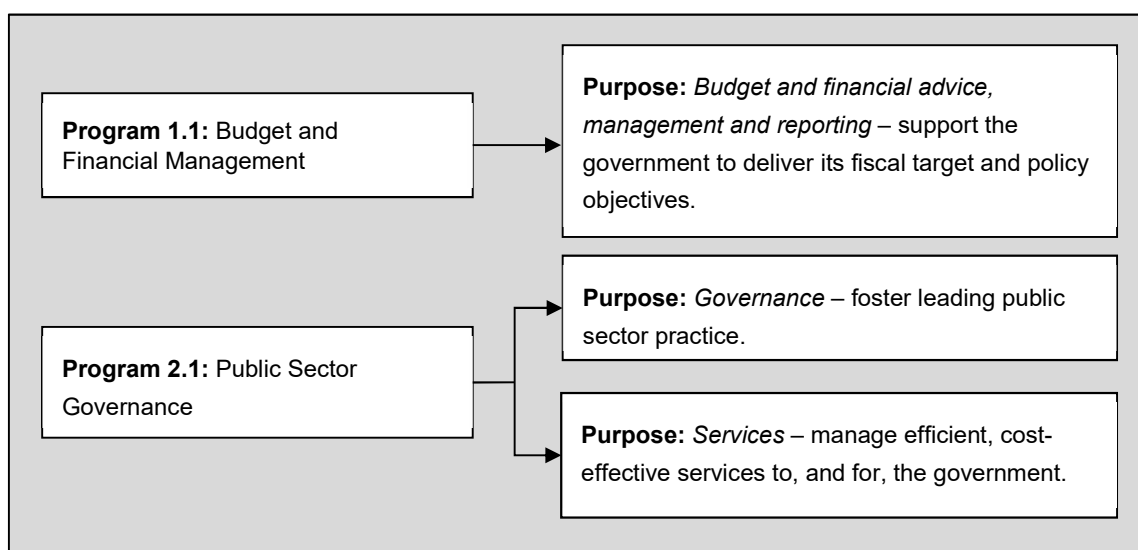 Program 1.1: Budget and
Financial Management
Purpose: Budget and financial advice,
management and reporting – support the
government to deliver its fiscal target and policy
objectives.
Program 2.1: Public Sector
Governance
Purpose: Governance – foster leading public
sector practice.
Purpose: Services – manage efficient, cost-
effective services to, and for, the government.